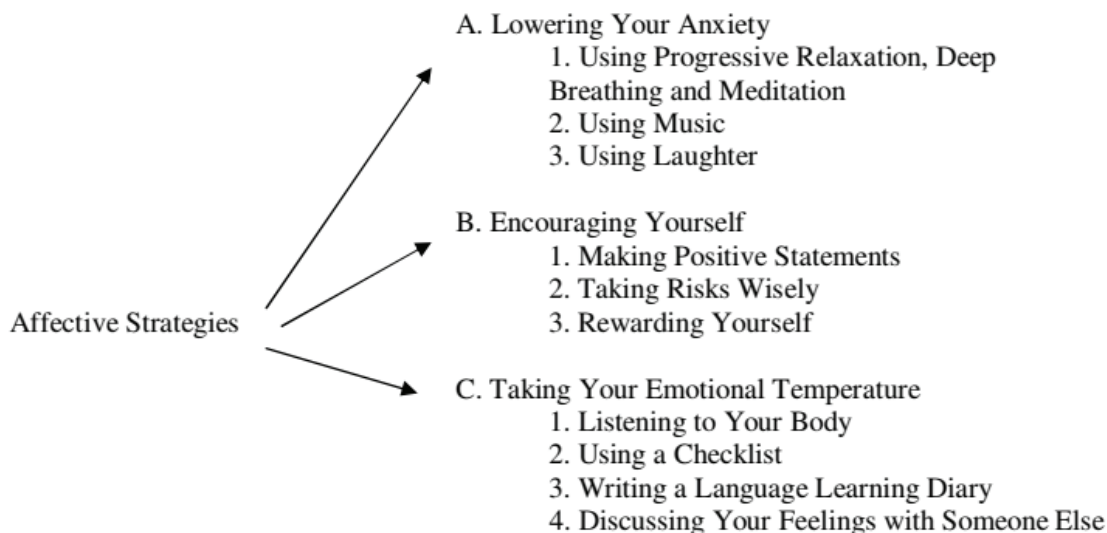 A. Lowering Your Anxiety
1. Using Progressive Relaxation, Deep
Breathing and Meditation
2. Using Music
3. Using Laughter
B. Encouraging Yourself
1. Making Positive Statements
2. Taking Risks Wisely
3. Rewarding Yourself
Affective Strategies
C. Taking Your Emotional Temperature
1. Listening to Your Body
2. Using a Checklist
3. Writing a Language Learning Diary
4. Discussing Your Feelings with Someone Else